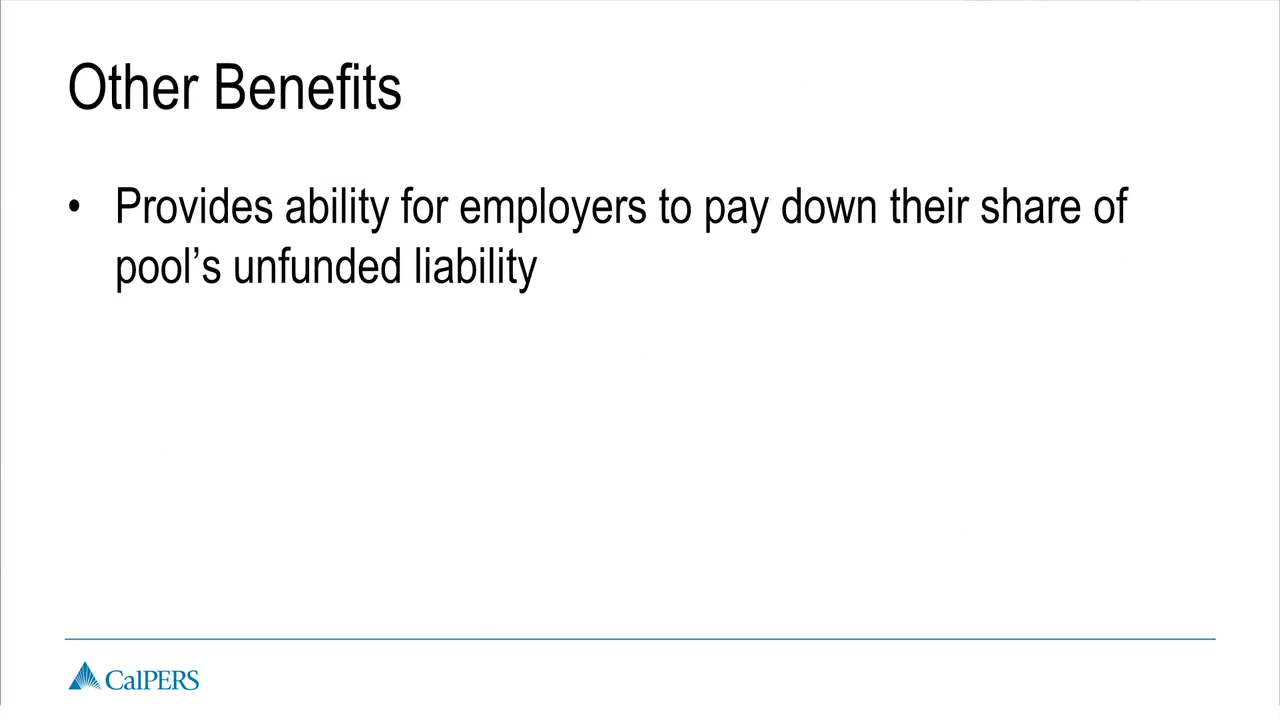 Other Benefits
• Provides ability for employers to pay down their share of
pool’s unfunded liability
CalPERS